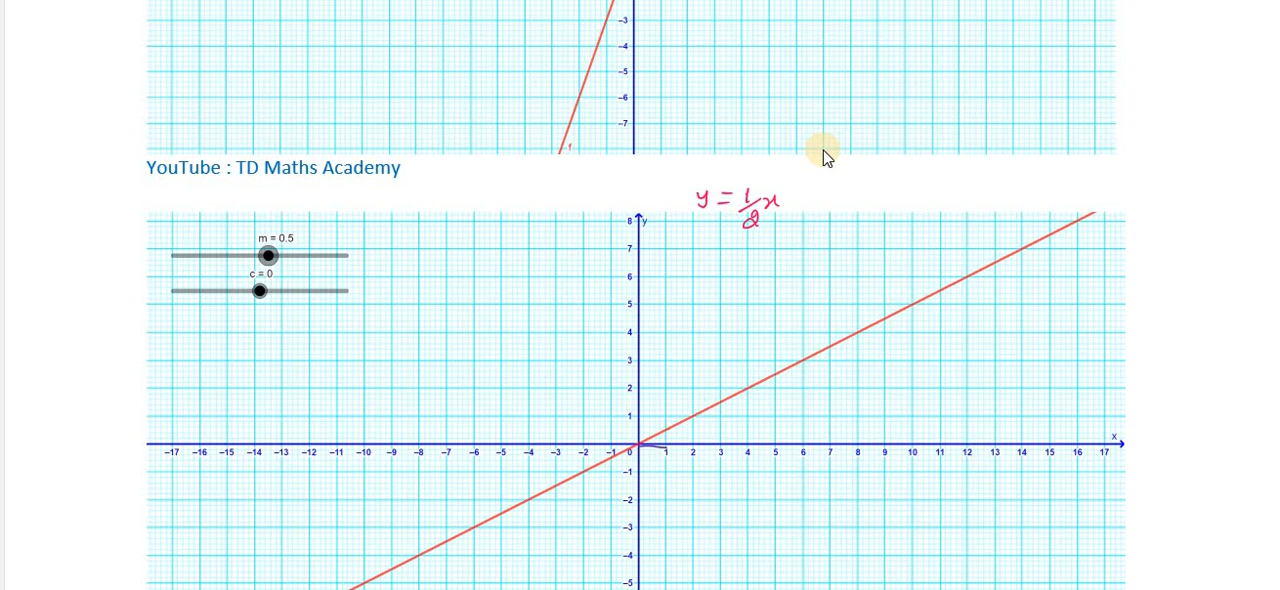 -3
-4
-5
-6
-7
YouTube : TD Maths Academy
y = 1/2 x
m = 0.5
c = 0
y
8
7
6
5
4
3
2
1
x
-17 -16 -15 -14 -13 -12 -11 -10 -9 -8 -7 -6 -5 -4 -3 -2 -1 0 1 2 3 4 5 6 7 8 9 10 11 12 13 14 15 16 17
-1
-2
-3
-4
-5